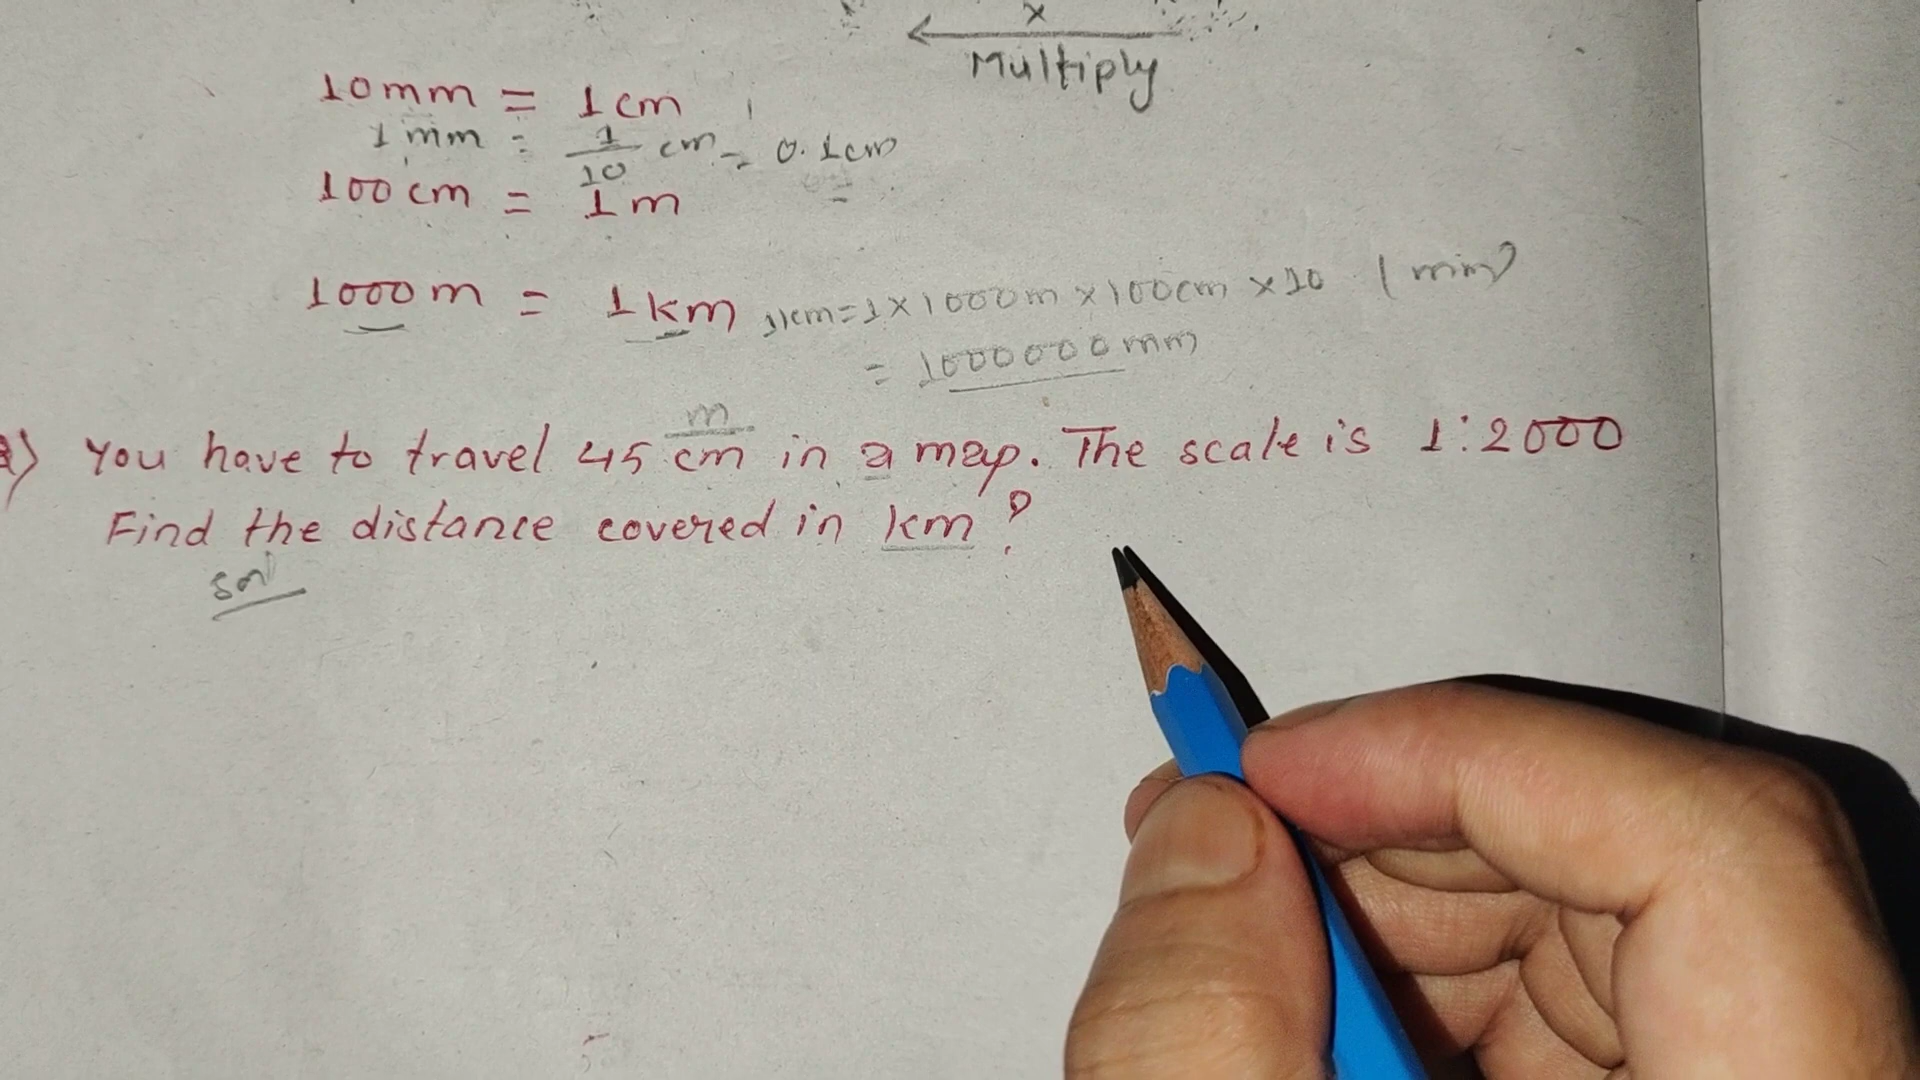 x
Multiply
10mm = 1cm
1mm = 1/10 cm = 0.1cm
100cm = 1m
1000m = 1km 1km=1×1000m×100cm×10 (mm)
= 1000000mm
m
You have to travel 45cm in a map. The scale is 1:2000
Find the distance covered in km?
Sol